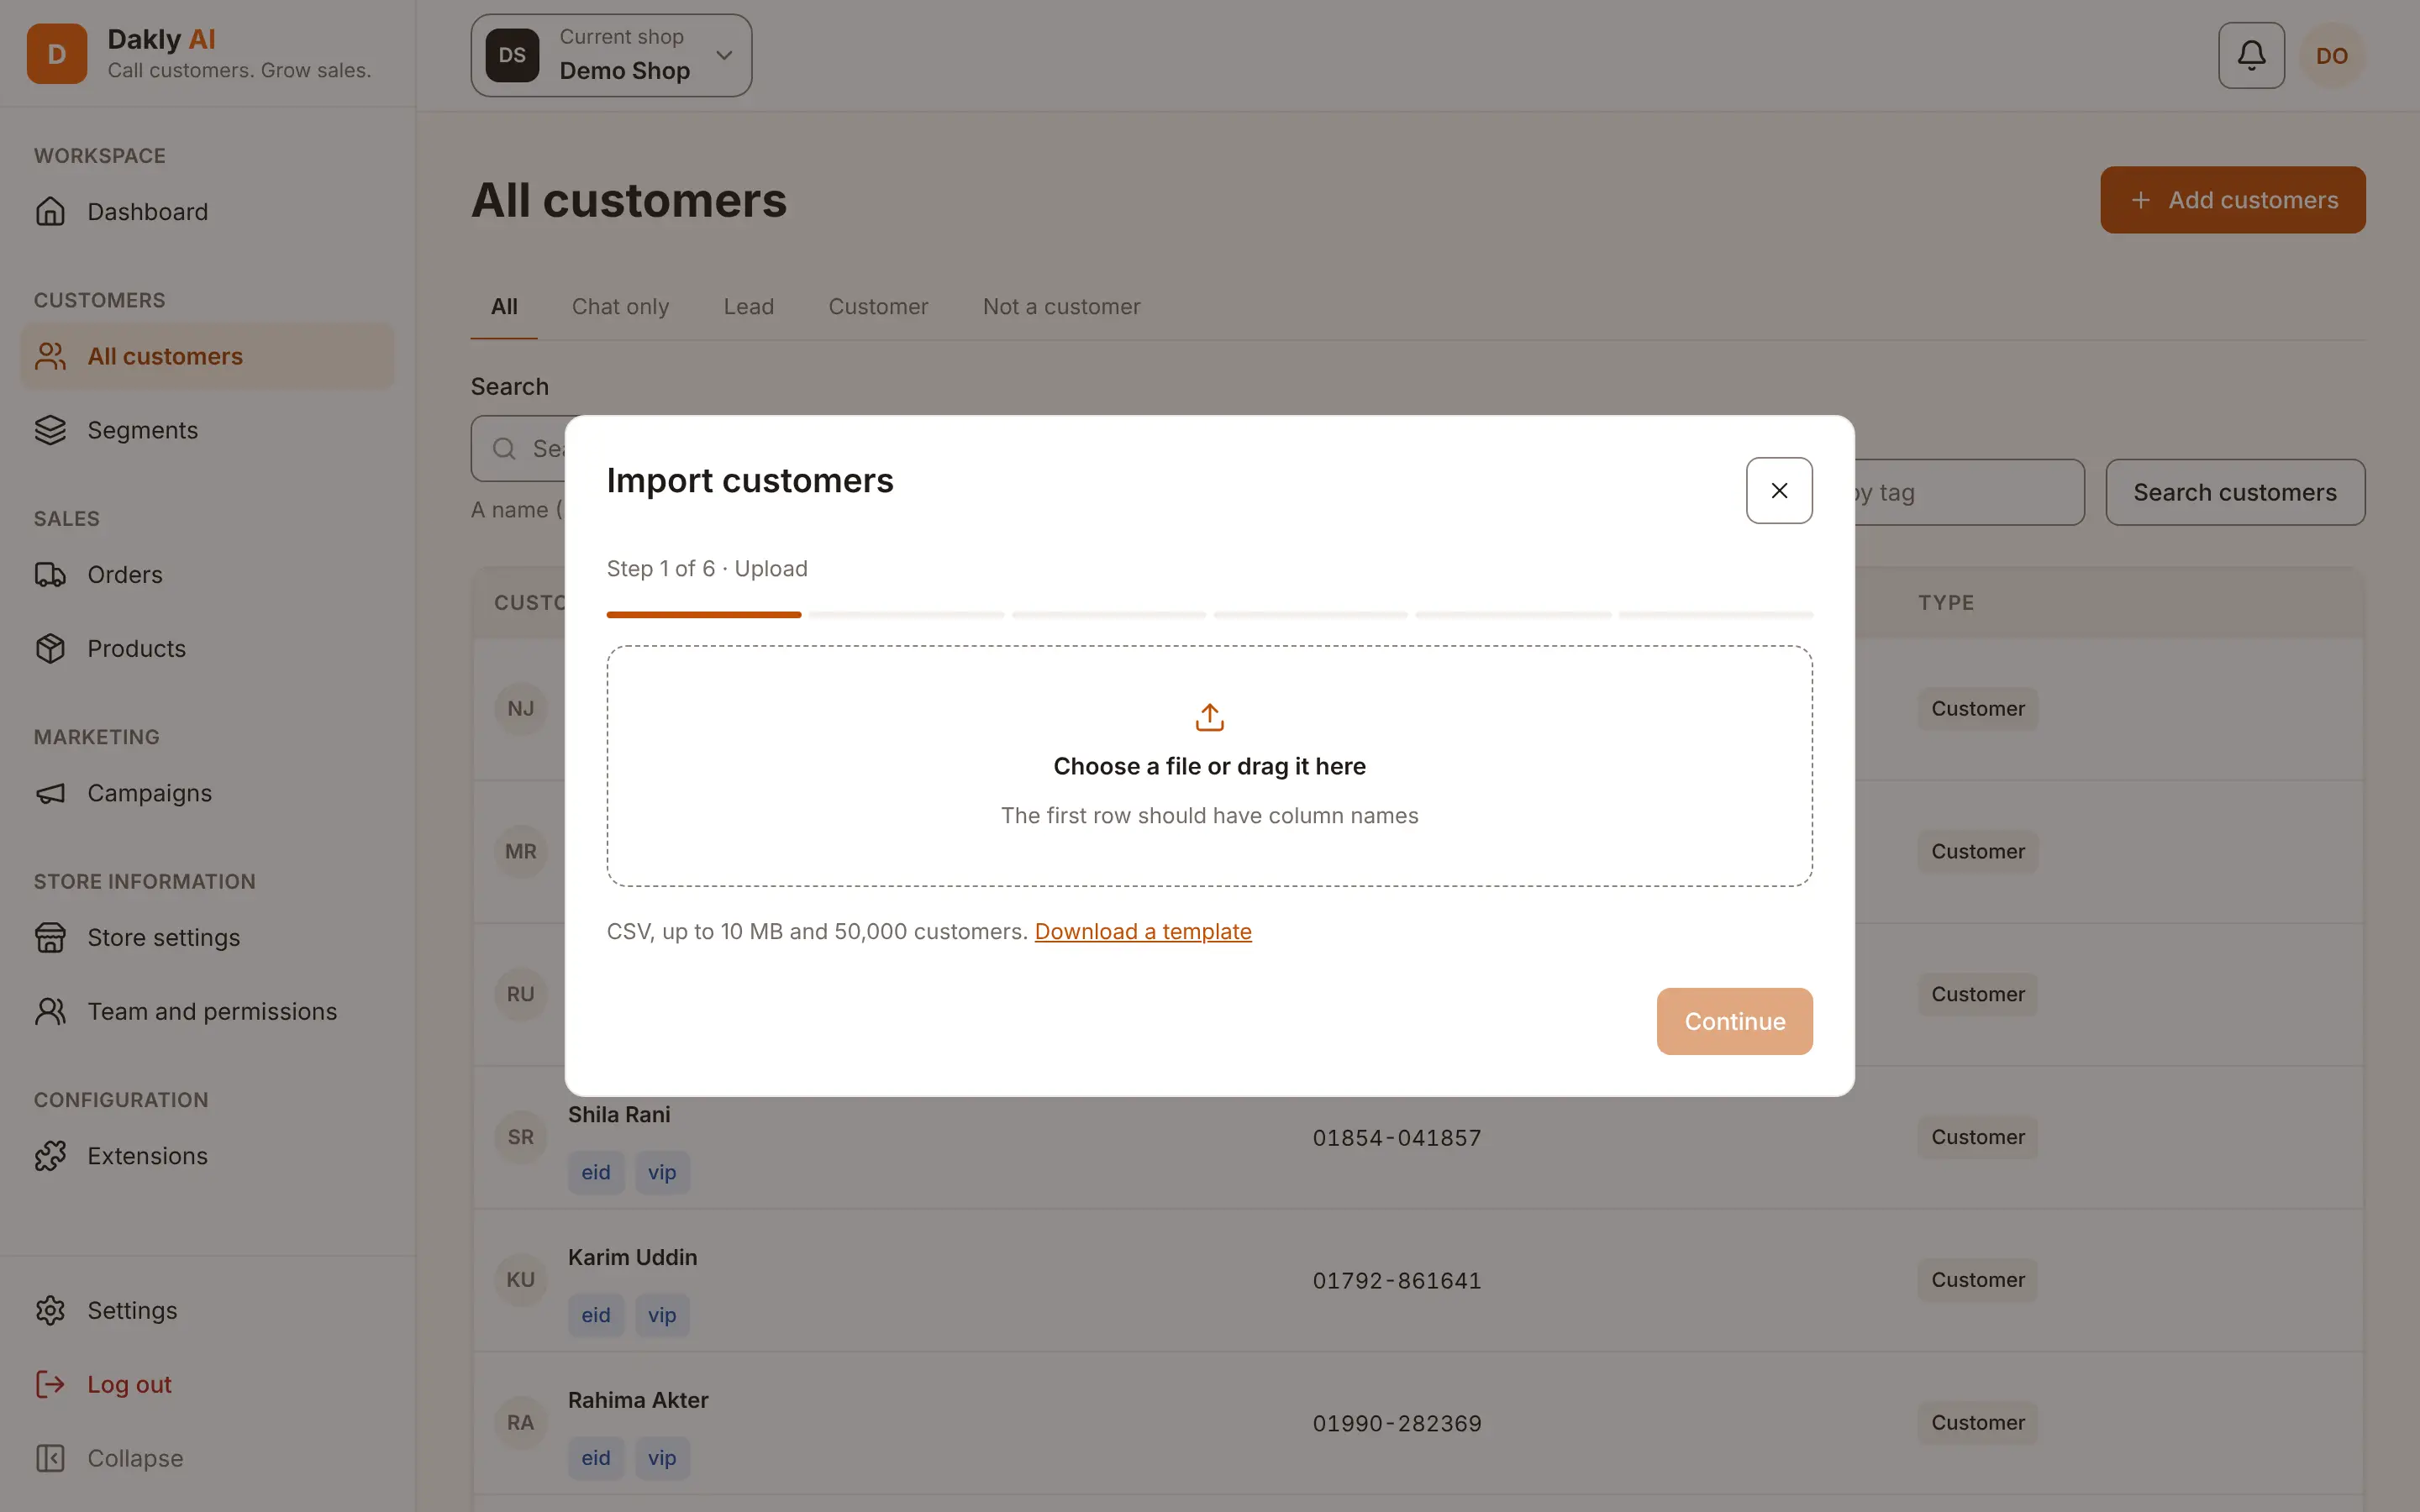 D
Dakly AI
Call customers. Grow sales.
WORKSPACE
Dashboard
CUSTOMERS
All customers
Segments
SALES
Orders
Products
MARKETING
Campaigns
STORE INFORMATION
Store settings
Team and permissions
CONFIGURATION
Extensions
Settings
Log out
Collapse
DS
Current shop
Demo Shop
DO
All customers
+ Add customers
All
Chat only
Lead
Customer
Not a customer
Search
A name (
by tag
Search customers
TYPE
NJ
Customer
MR
Customer
RU
Customer
SR
Shila Rani
eid
vip
01854-041857
Customer
KU
Karim Uddin
eid
vip
01792-861641
Customer
RA
Rahima Akter
eid
vip
01990-282369
Customer
Import customers
Step 1 of 6 · Upload
Choose a file or drag it here
The first row should have column names
CSV, up to 10 MB and 50,000 customers. Download a template
Continue